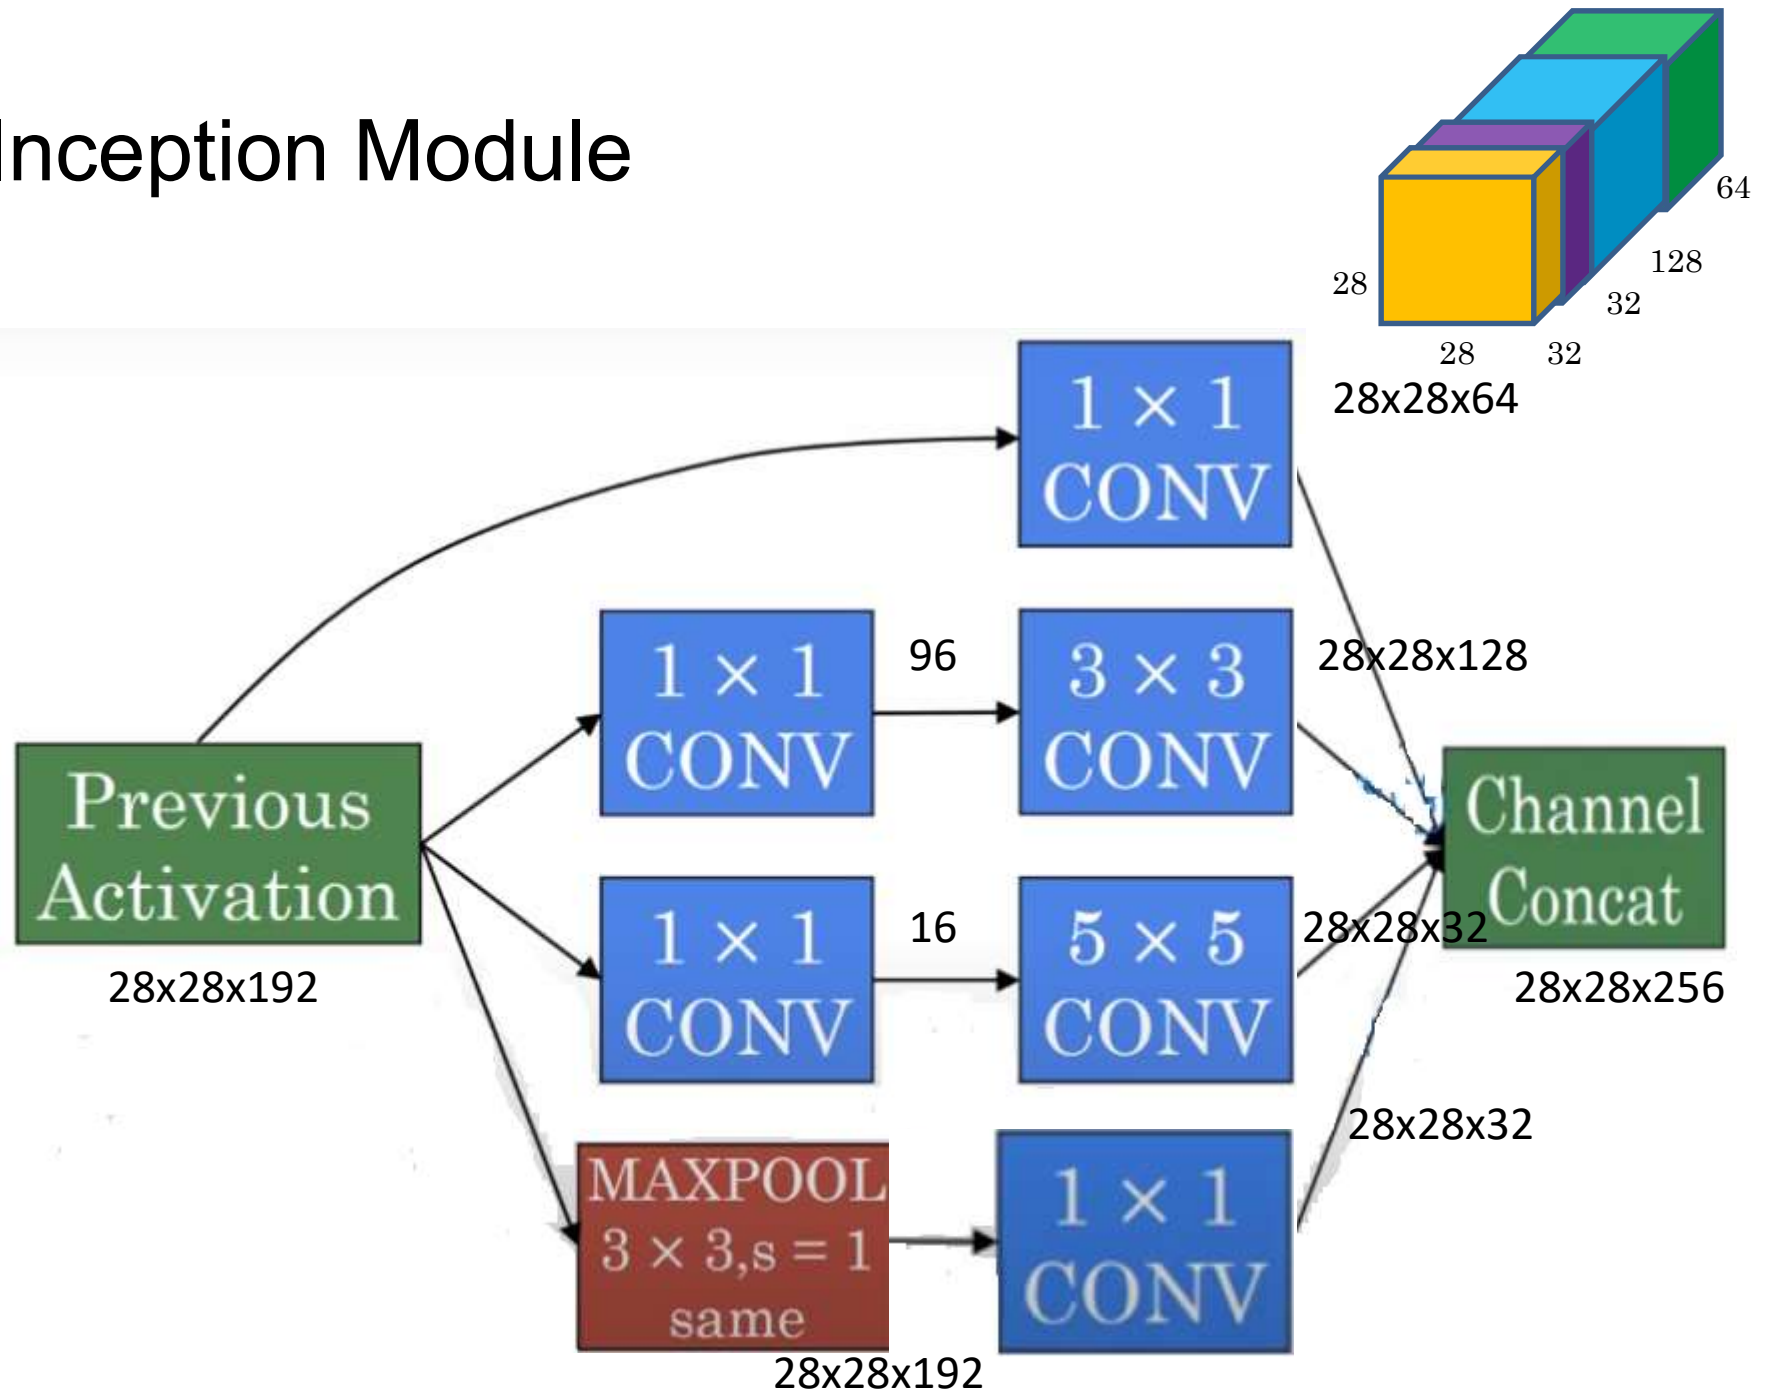 Inception Module
64
128
28
32
28
32
28x28x64
1 × 1
CONV
1 × 1
CONV
96
3 × 3
CONV
28x28x128
Previous
Activation
28x28x192
Channel
Concat
28x28x256
1 × 1
CONV
16
5 × 5
CONV
28x28x32
MAXPOOL
3 × 3,s = 1
same
28x28x192
1 × 1
CONV
28x28x32